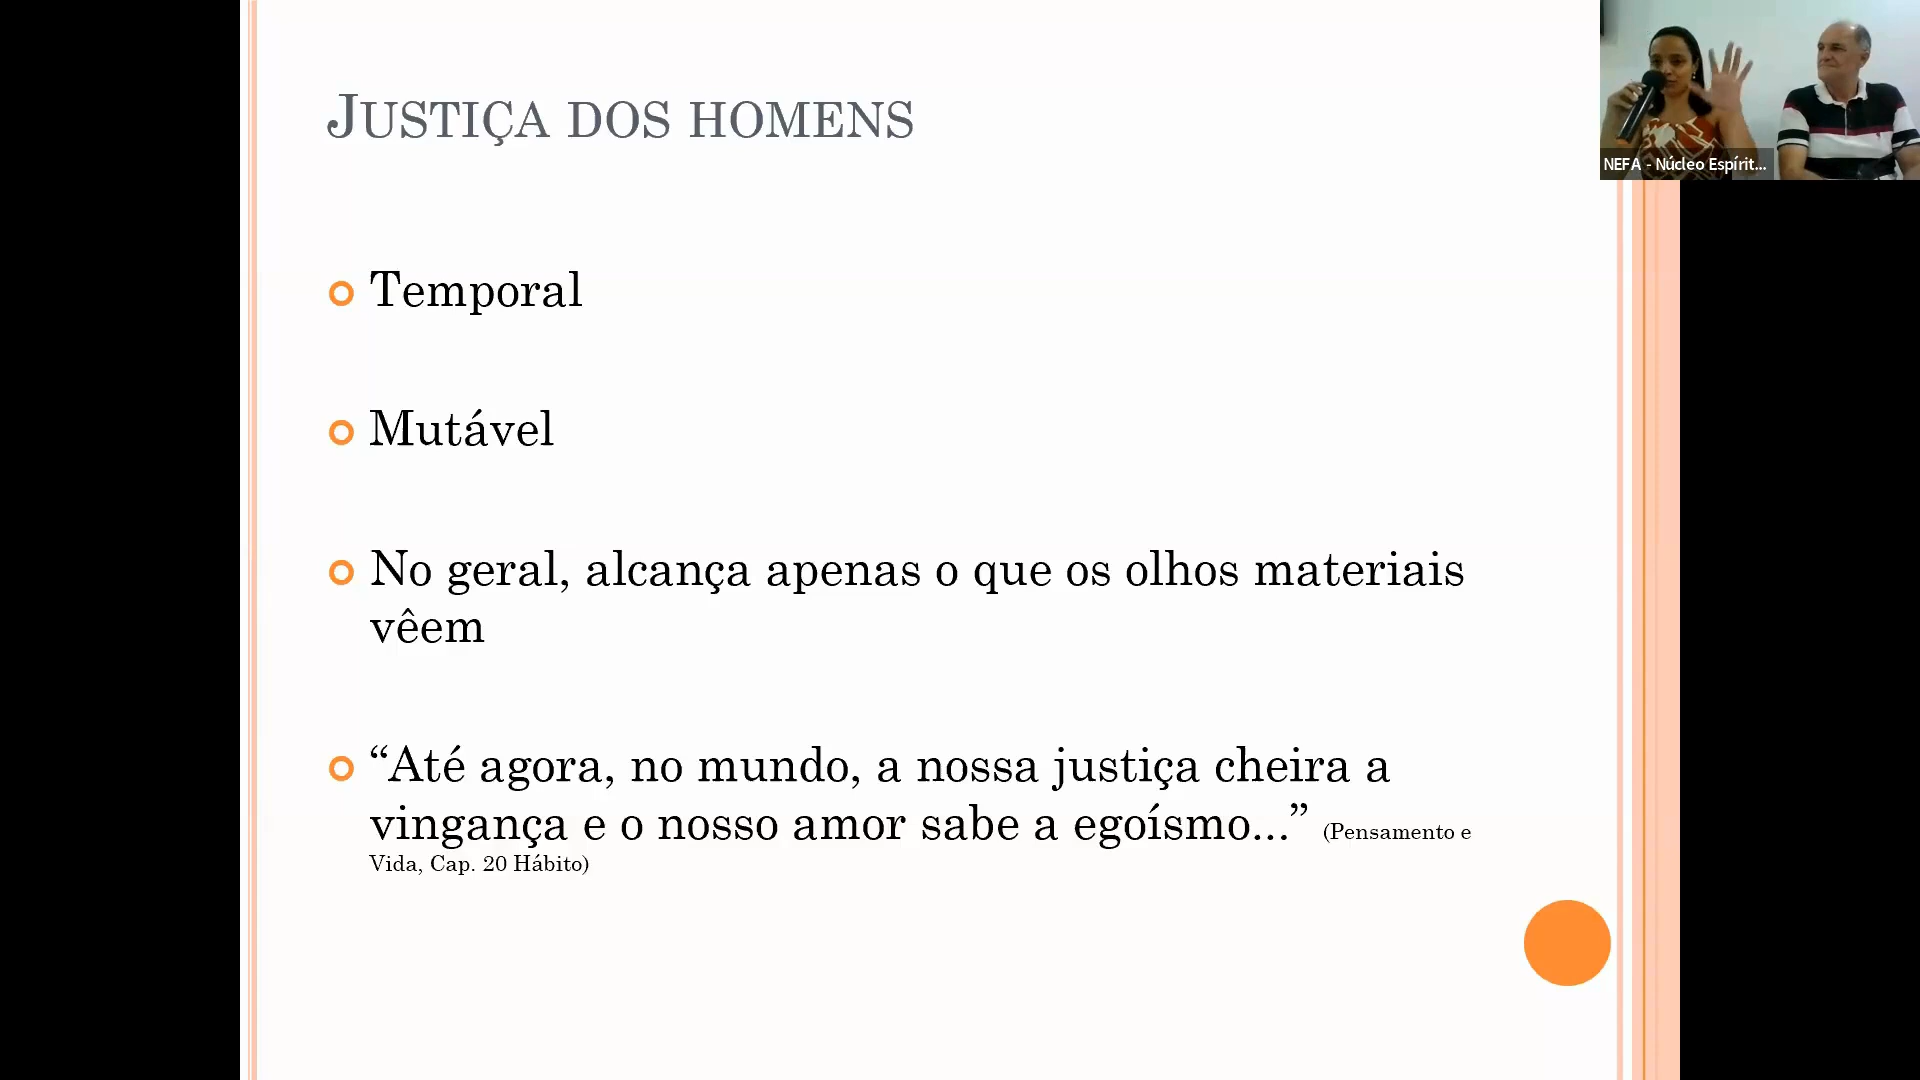 JUSTIÇA DOS HOMENS
NEFA - Núcleo Espírit...
Temporal
Mutável
No geral, alcança apenas o que os olhos materiais
vêem
“Até agora, no mundo, a nossa justiça cheira a
vingança e o nosso amor sabe a egoísmo...” (Pensamento e
Vida, Cap. 20 Hábito)